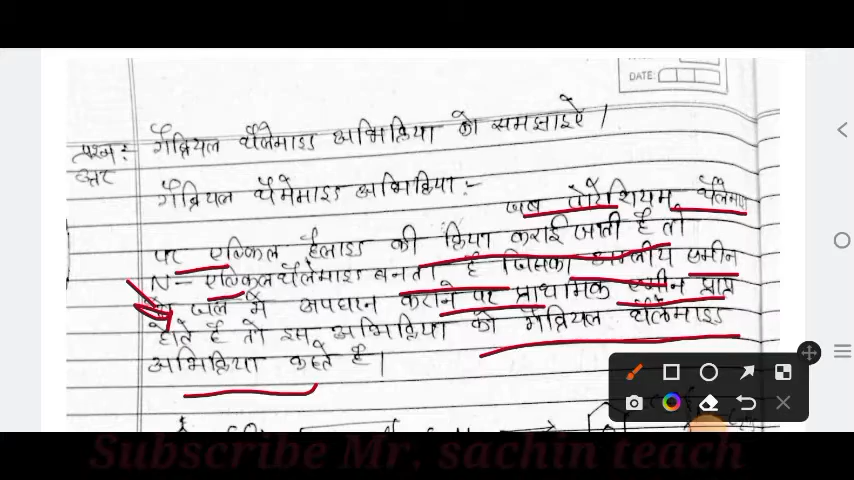 DATE:
प्रश्न: गैब्रियल थैलेमाइड अभिक्रिया को समझाइऐ।
उत्तर
गैब्रियल थैमेमाइड अभिक्रिया:-
जब पोटेशियम थैलेमाइड
पर एल्किल हैलाइड की क्रिया कराई जाती है तो
N- एल्किलथैलेमाइड बनता है जिसका अम्लीय
जल में अपघटन कराने पर प्राथमिक एमीन प्राप्त
होते हैं तो इस अभिक्रिया को गैब्रियल थैलेमाइड
अभिक्रिया कहते हैं।
Subscribe Mr. sachin teach